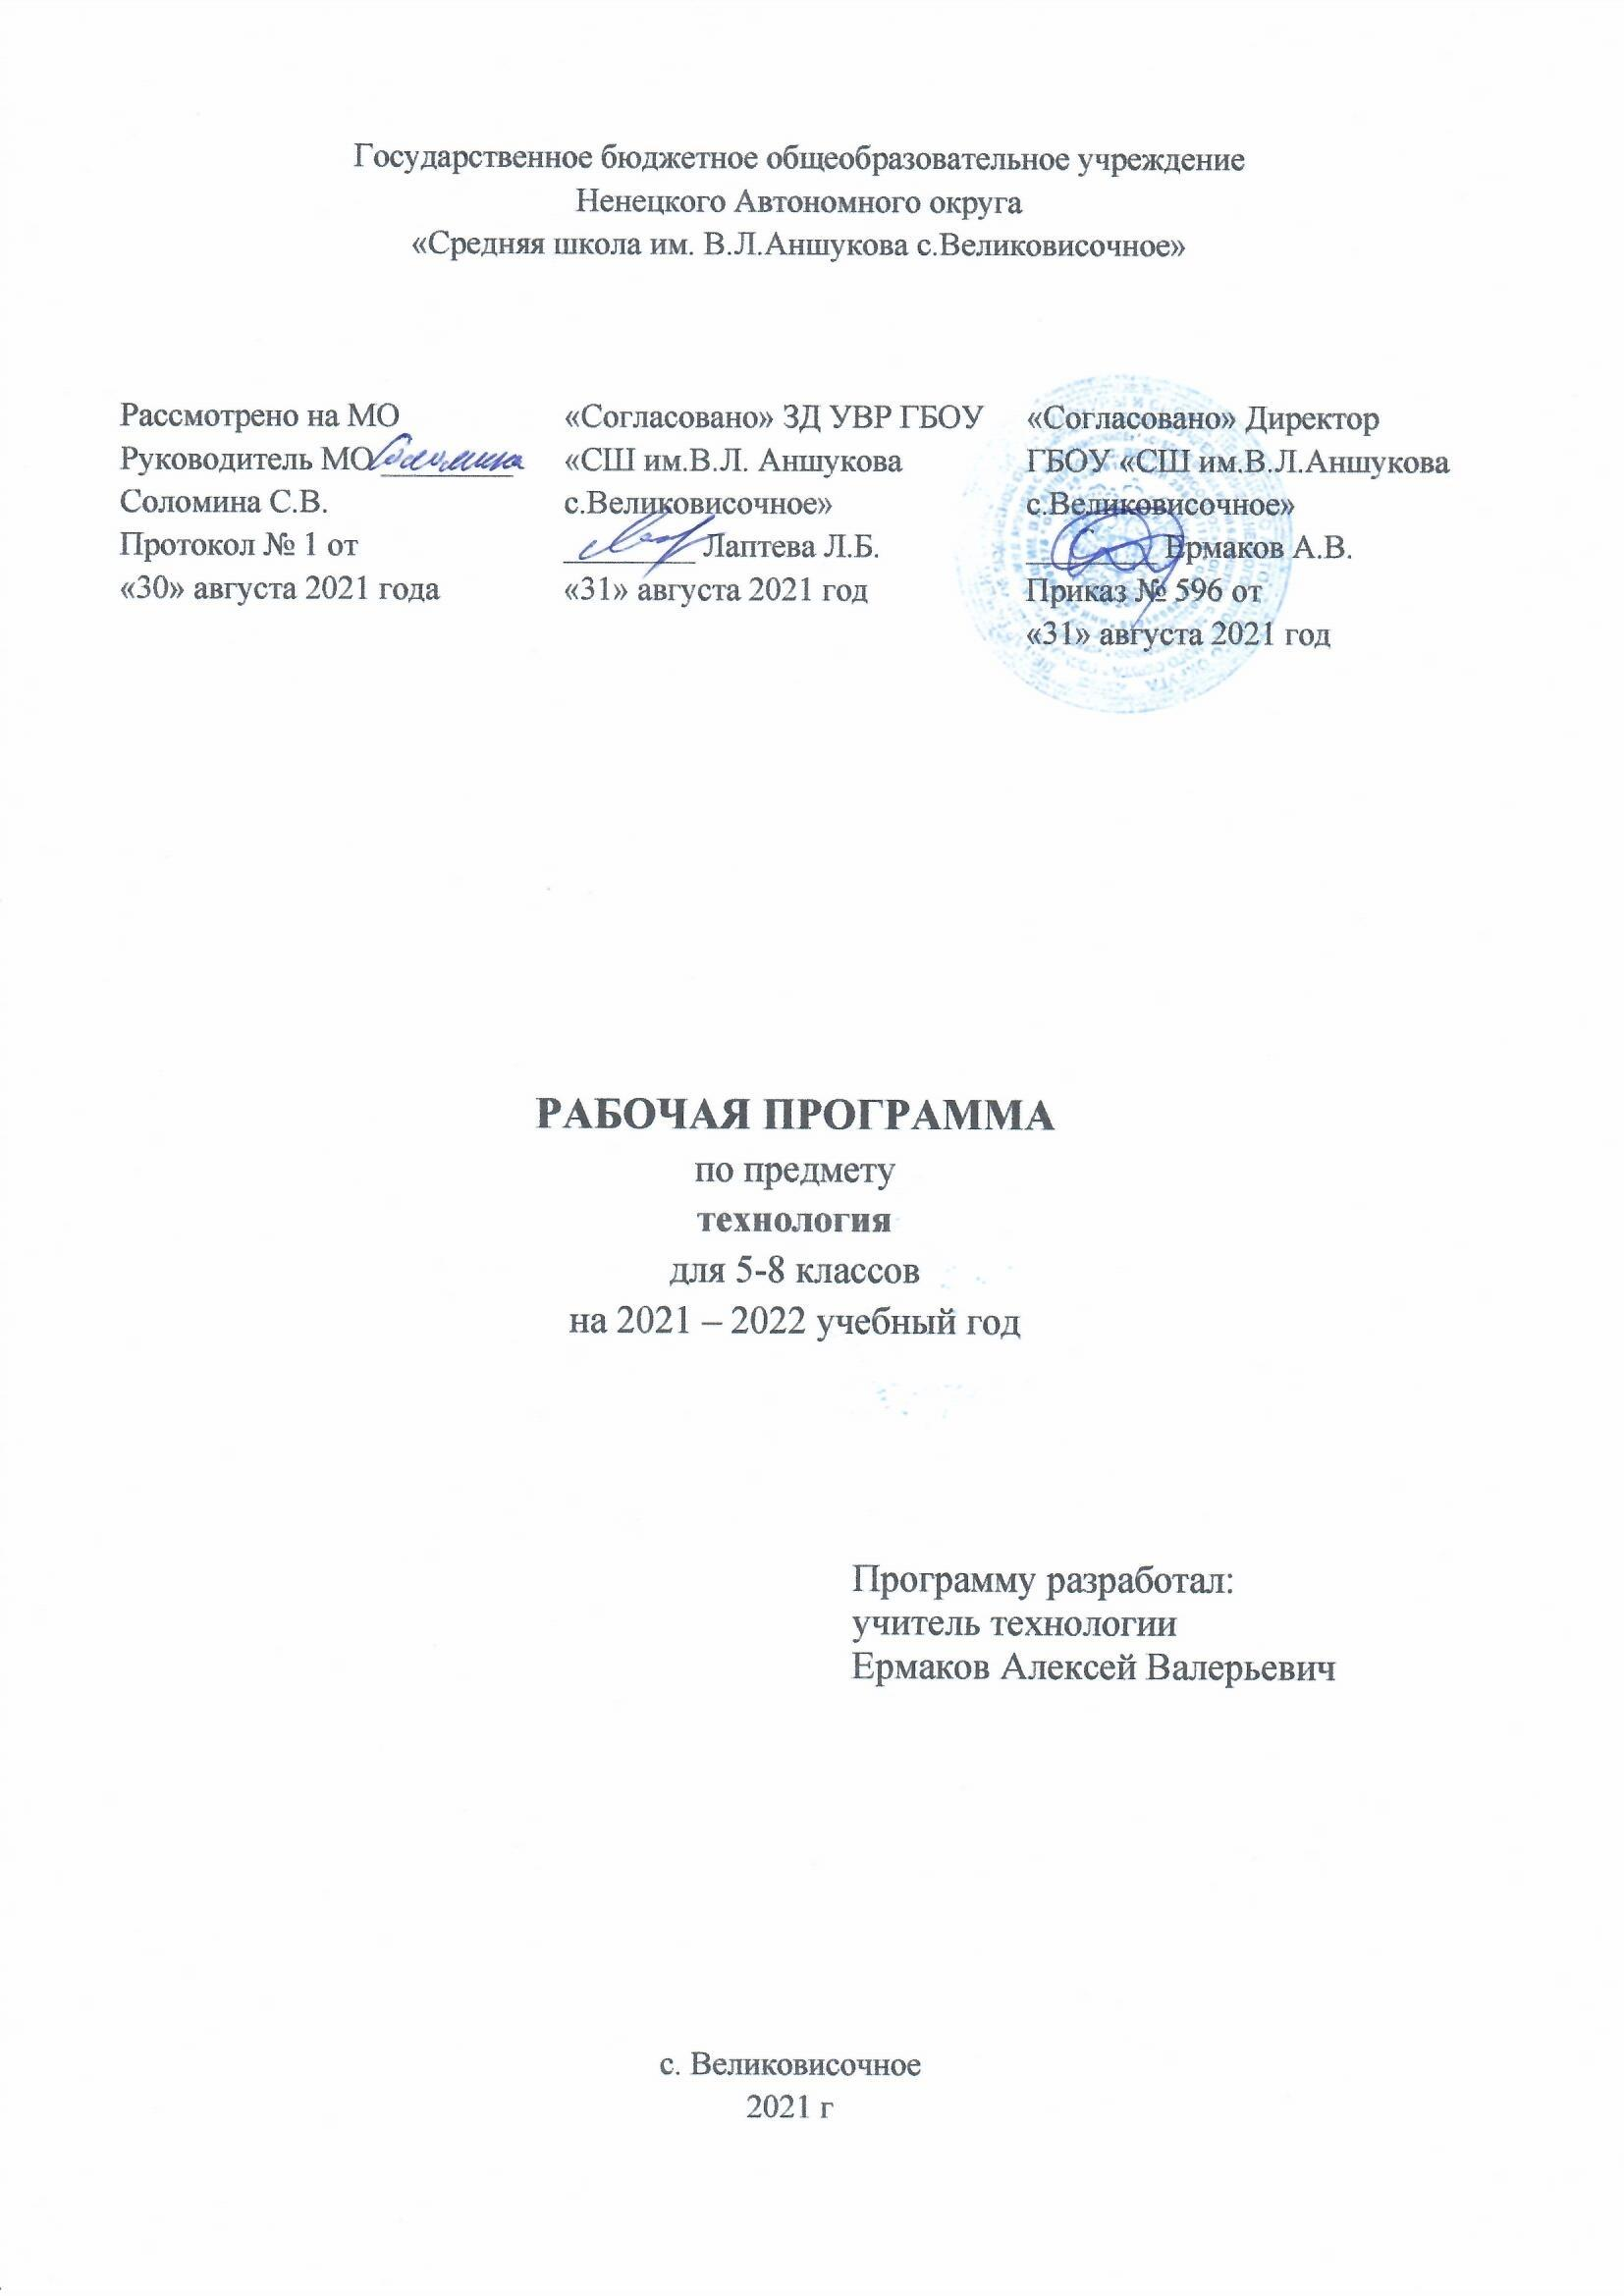 Государственное бюджетное общеобразовательное учреждение
Ненецкого Автономного округа
«Средняя школа им. В.Л.Аншукова с.Великовисочное»
Рассмотрено на МО
Руководитель МО
Соломина С.В.
Протокол № 1 от
«30» августа 2021 года
«Согласовано» ЗД УВР ГБОУ
«СШ им.В.Л. Аншукова
с.Великовисочное»
Лаптева Л.Б.
«31» августа 2021 год
«Согласовано» Директор
ГБОУ «СШ им.В.Л.Аншукова
с.Великовисочное»
Ермаков А.В.
Приказ № 596 от
«31» августа 2021 год
РАБОЧАЯ ПРОГРАММА
по предмету
технология
для 5-8 классов
на 2021 – 2022 учебный год
Программу разработал:
учитель технологии
Ермаков Алексей Валерьевич
с. Великовисочное
2021 г